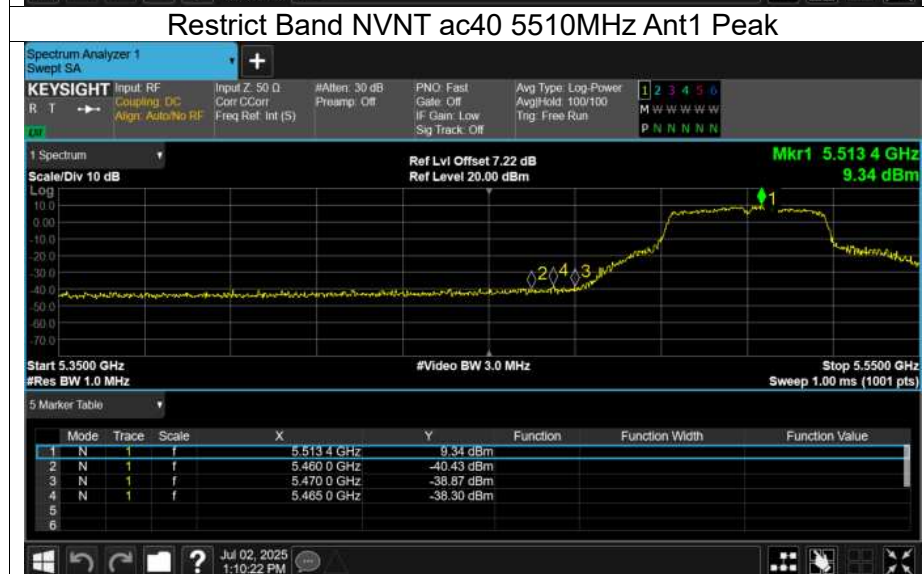 Restrict Band NVNT ac40 5510MHz Ant1 Peak
Spectrum Analyzer 1
Swept SA
+
KEYSIGHT Input: RF Input Z: 50 Ω #Atten: 30 dB PNO: Fast Avg Type: Log-Power 1 2 3 4 5 6
R T Coupling: DC Corr CCorr Preamp: Off Gate: Off Avg|Hold: 100/100 M W W W W W
Align: Auto/No RF Freq Ref: Int (S) IF Gain: Low Trig: Free Run
LXI Sig Track: Off P N N N N N
1 Spectrum Ref Lvl Offset 7.22 dB Mkr1 5.513 4 GHz
Scale/Div 10 dB Ref Level 20.00 dBm 9.34 dBm
Log
1
10.0
0.00
-10.0
-20.0
-30.0
2 4 3
-40.0
-50.0
-60.0
-70.0
Start 5.3500 GHz #Video BW 3.0 MHz Stop 5.5500 GHz
#Res BW 1.0 MHz Sweep 1.00 ms (1001 pts)
5 Marker Table
Mode Trace Scale X Y Function Function Width Function Value
1 N 1 f 5.513 4 GHz 9.34 dBm
2 N 1 f 5.460 0 GHz -40.43 dBm
3 N 1 f 5.470 0 GHz -38.87 dBm
4 N 1 f 5.465 0 GHz -38.30 dBm
5
6
? Jul 02, 2025
1:10:22 PM